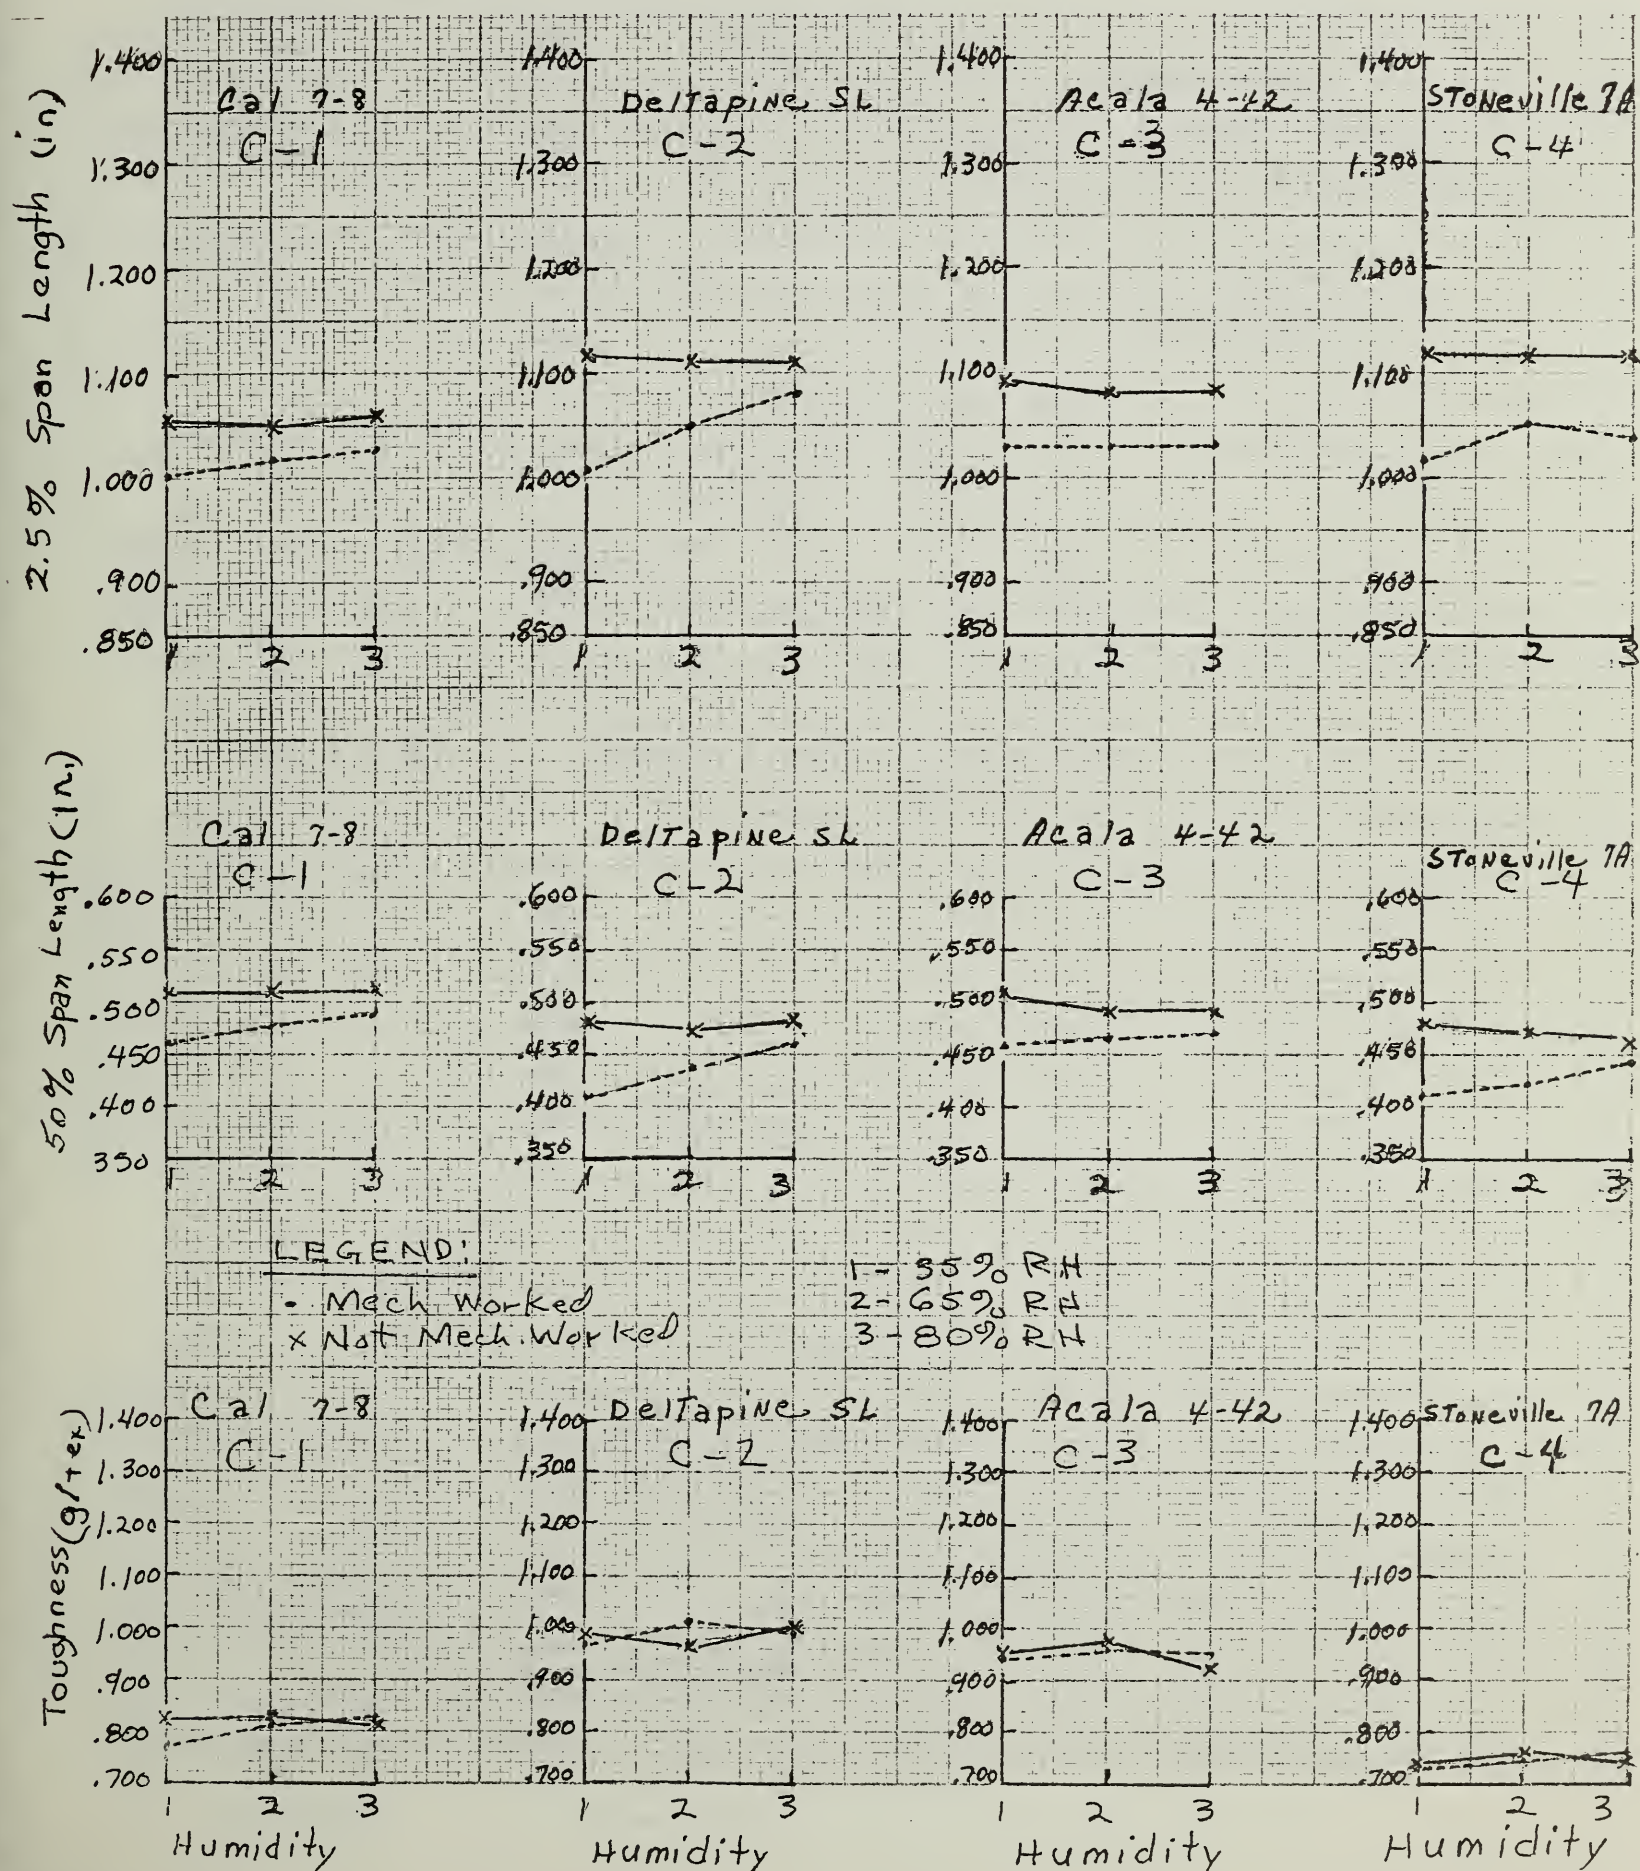 2.5% Span Length (in)
1.400
1.300
1.200
1.100
1.000
.900
.850
Cal 7-8
C-1
1 2 3
1.400
1.300
1.200
1.100
1.000
.900
.850
DelTapine SL
C-2
1 2 3
1.400
1.300
1.200
1.100
1.000
.900
.850
Acala 4-42
C-3
1 2 3
1.400
1.300
1.200
1.100
1.000
.900
.850
SToNeville 7A
C-4
1 2 3
50% Span Length (in.)
Cal 7-8
C-1
.600
.550
.500
.450
.400
350
1 2 3
DelTapine SL
C-2
.600
.550
.500
.450
.400
.350
1 2 3
Acala 4-42
C-3
.600
.550
.500
.450
.400
.350
1 2 3
SToNeville 7A
C-4
.600
.550
.500
.450
.400
.350
1 2 3
LEGEND:
• Mech Worked
x Not Mech. Worked
1- 35% RH
2- 65% RH
3- 80% RH
Toughness (g/tex)
Cal 7-8
C-1
1.400
1.300
1.200
1.100
1.000
.900
.800
.700
1 2 3
Humidity
DelTapine SL
C-2
1.400
1.300
1.200
1.100
1.000
.900
.800
.700
1 2 3
Humidity
Acala 4-42
C-3
1.400
1.300
1.200
1.100
1.000
.900
.800
.700
1 2 3
Humidity
SToNeville 7A
C-4
1.400
1.300
1.200
1.100
1.000
.900
.800
.700
1 2 3
Humidity